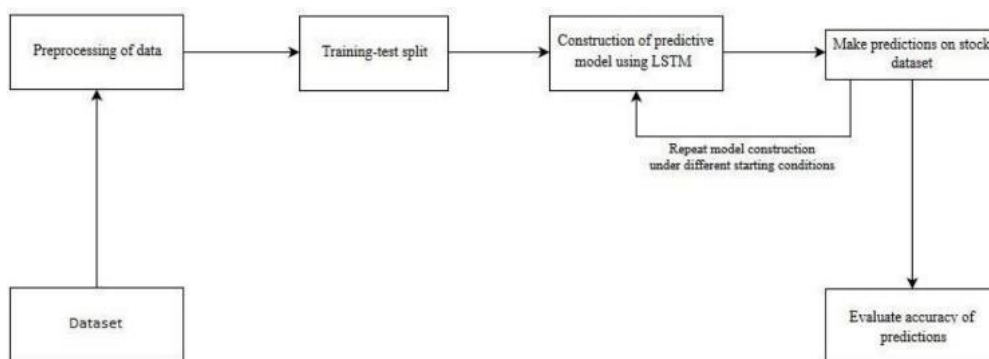 Preprocessing of data
Training-test split
Construction of predictive
model using LSTM
Make predictions on stock
dataset
Repeat model construction
under different starting conditions
Dataset
Evaluate accuracy of
predictions